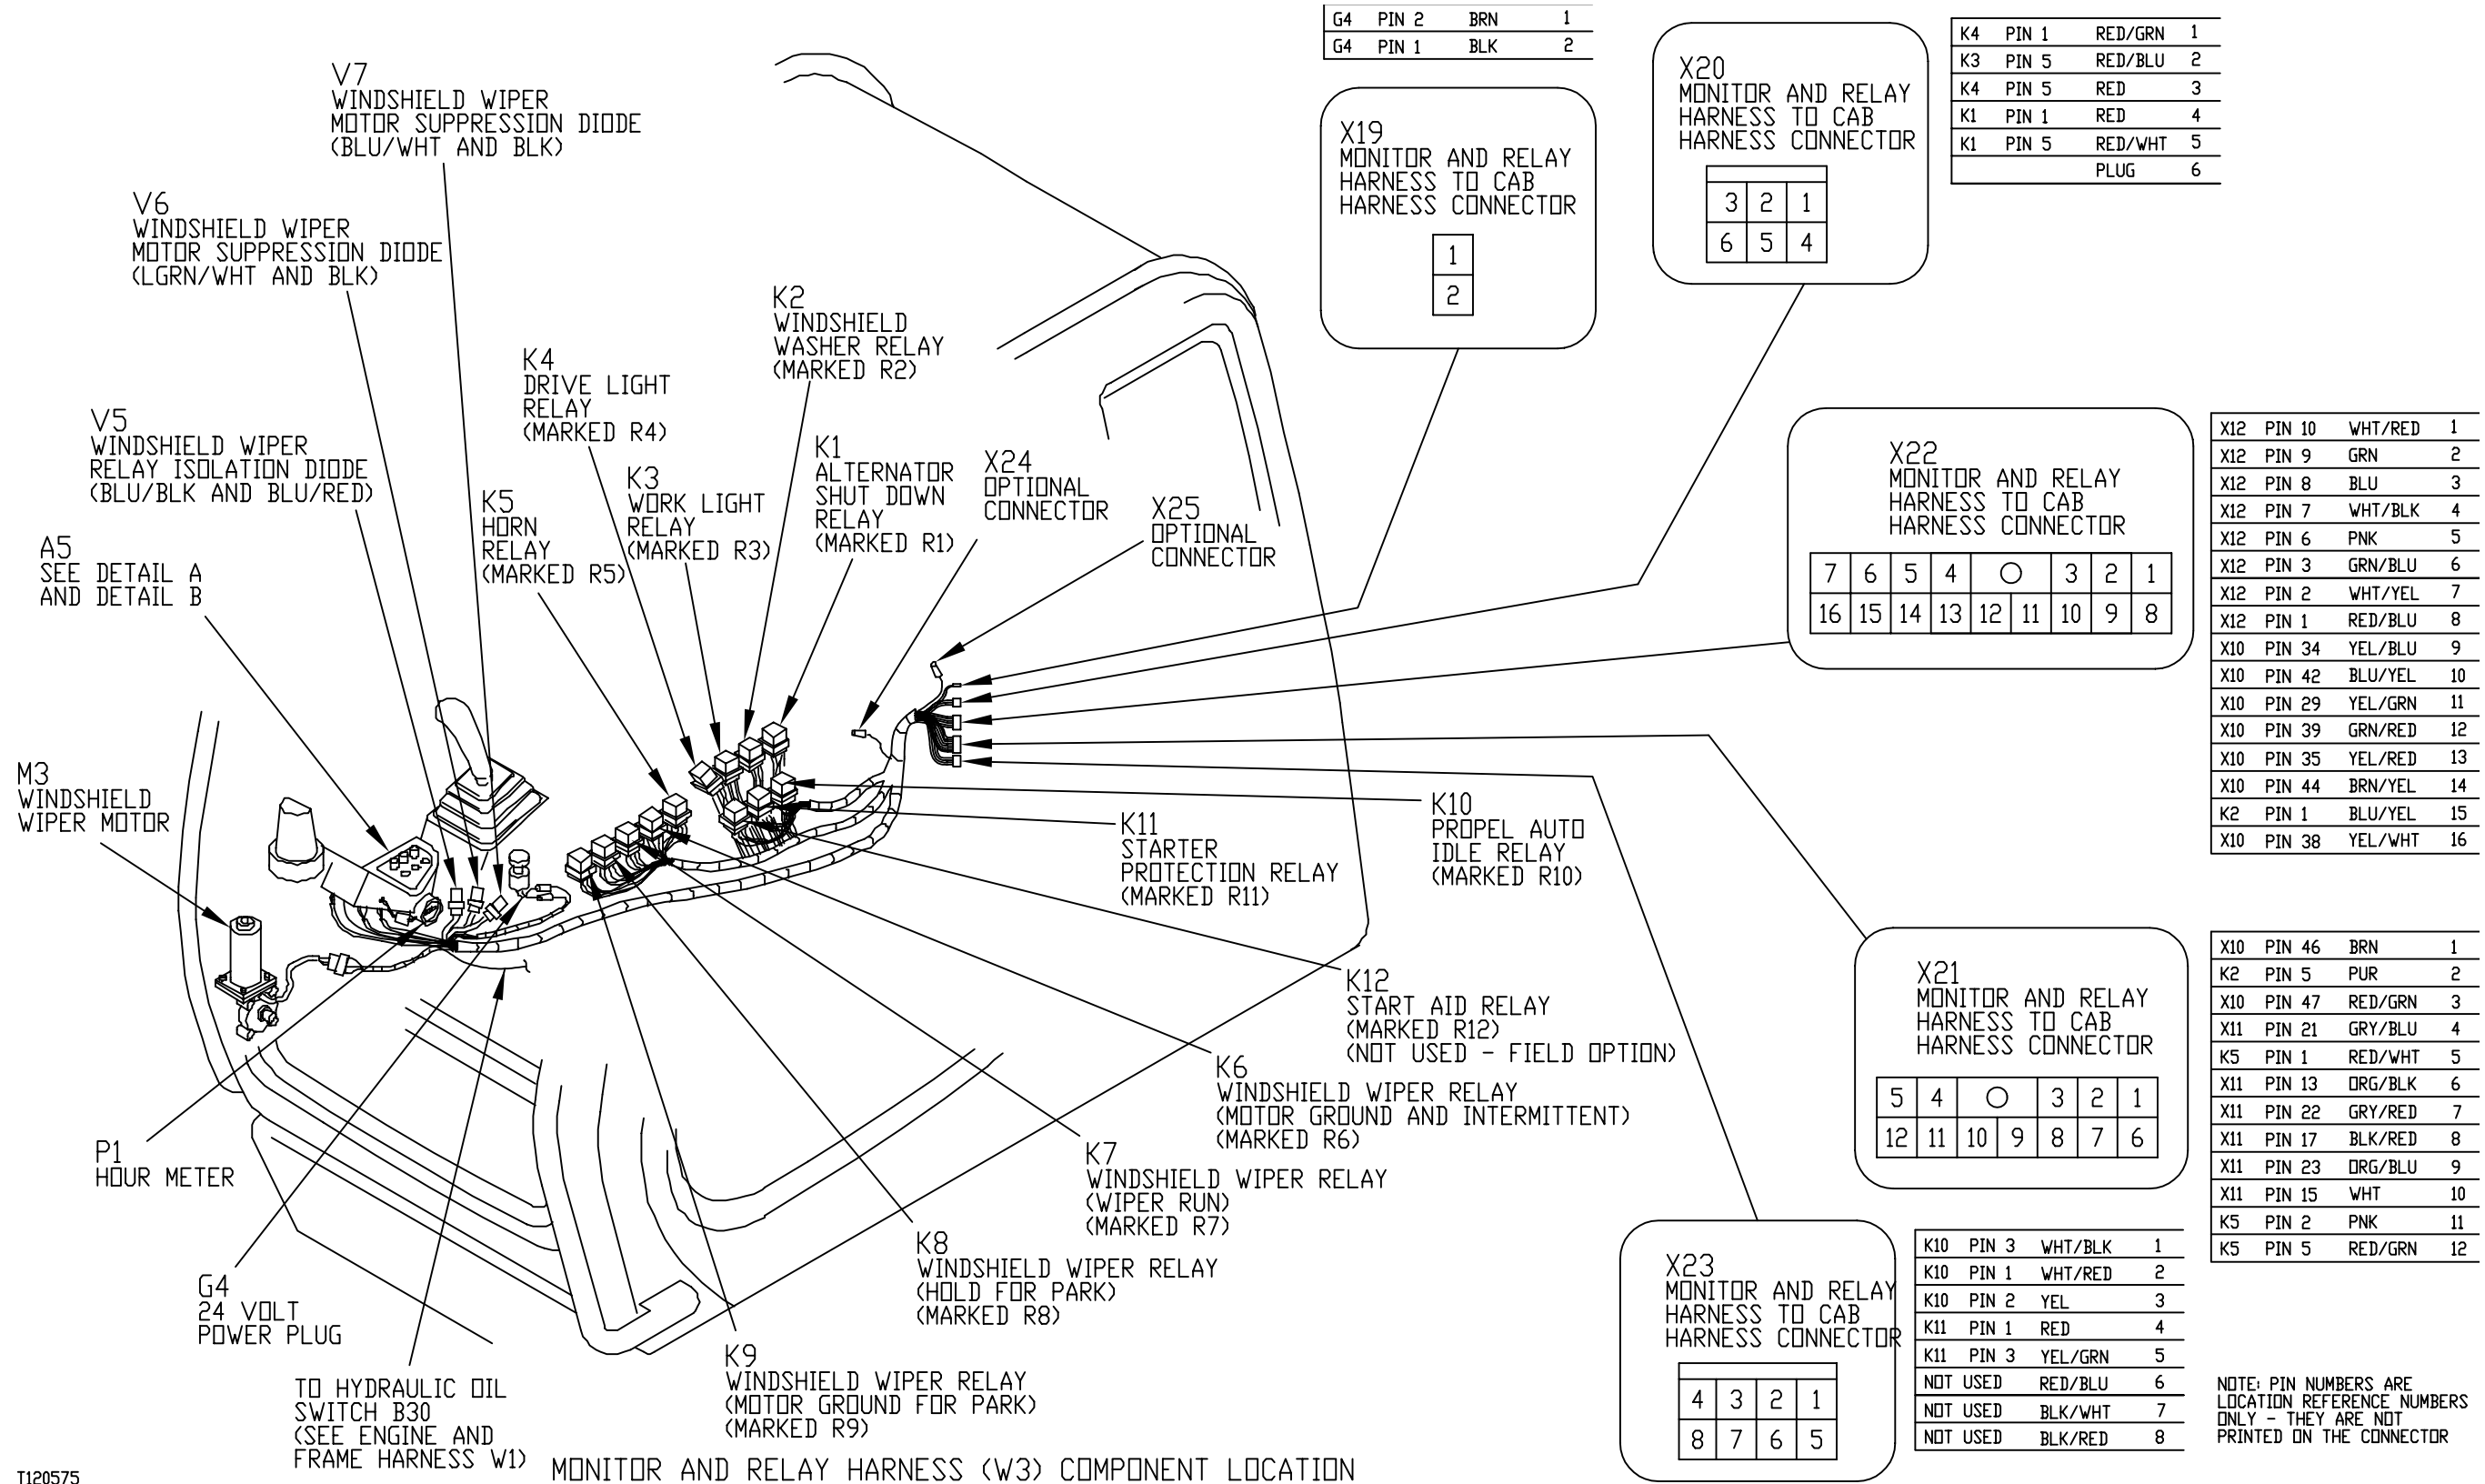 G4 PIN 2 BRN 1
G4 PIN 1 BLK 2
X19
MONITOR AND RELAY
HARNESS TO CAB
HARNESS CONNECTOR
1
2
X20
MONITOR AND RELAY
HARNESS TO CAB
HARNESS CONNECTOR
3 2 1
6 5 4
K4 PIN 1 RED/GRN 1
K3 PIN 5 RED/BLU 2
K4 PIN 5 RED 3
K1 PIN 1 RED 4
K1 PIN 5 RED/WHT 5
PLUG 6
V7
WINDSHIELD WIPER
MOTOR SUPPRESSION DIODE
(BLU/WHT AND BLK)
V6
WINDSHIELD WIPER
MOTOR SUPPRESSION DIODE
(LGRN/WHT AND BLK)
V5
WINDSHIELD WIPER
RELAY ISOLATION DIODE
(BLU/BLK AND BLU/RED)
A5
SEE DETAIL A
AND DETAIL B
M3
WINDSHIELD
WIPER MOTOR
K5
HORN
RELAY
(MARKED R5)
K4
DRIVE LIGHT
RELAY
(MARKED R4)
K3
WORK LIGHT
RELAY
(MARKED R3)
K2
WINDSHIELD
WASHER RELAY
(MARKED R2)
K1
ALTERNATOR
SHUT DOWN
RELAY
(MARKED R1)
X24
OPTIONAL
CONNECTOR
X25
OPTIONAL
CONNECTOR
X22
MONITOR AND RELAY
HARNESS TO CAB
HARNESS CONNECTOR
7 6 5 4 3 2 1
16 15 14 13 12 11 10 9 8
X12 PIN 10 WHT/RED 1
X12 PIN 9 GRN 2
X12 PIN 8 BLU 3
X12 PIN 7 WHT/BLK 4
X12 PIN 6 PNK 5
X12 PIN 3 GRN/BLU 6
X12 PIN 2 WHT/YEL 7
X12 PIN 1 RED/BLU 8
X10 PIN 34 YEL/BLU 9
X10 PIN 42 BLU/YEL 10
X10 PIN 29 YEL/GRN 11
X10 PIN 39 GRN/RED 12
X10 PIN 35 YEL/RED 13
X10 PIN 44 BRN/YEL 14
K2 PIN 1 BLU/YEL 15
X10 PIN 38 YEL/WHT 16
K10
PROPEL AUTO
IDLE RELAY
(MARKED R10)
K11
STARTER
PROTECTION RELAY
(MARKED R11)
K12
START AID RELAY
(MARKED R12)
(NOT USED - FIELD OPTION)
K6
WINDSHIELD WIPER RELAY
(MOTOR GROUND AND INTERMITTENT)
(MARKED R6)
K7
WINDSHIELD WIPER RELAY
(WIPER RUN)
(MARKED R7)
K8
WINDSHIELD WIPER RELAY
(HOLD FOR PARK)
(MARKED R8)
K9
WINDSHIELD WIPER RELAY
(MOTOR GROUND FOR PARK)
(MARKED R9)
P1
HOUR METER
G4
24 VOLT
POWER PLUG
TO HYDRAULIC OIL
SWITCH B30
(SEE ENGINE AND
FRAME HARNESS W1)
X21
MONITOR AND RELAY
HARNESS TO CAB
HARNESS CONNECTOR
5 4 3 2 1
12 11 10 9 8 7 6
X10 PIN 46 BRN 1
K2 PIN 5 PUR 2
X10 PIN 47 RED/GRN 3
X11 PIN 21 GRY/BLU 4
K5 PIN 1 RED/WHT 5
X11 PIN 13 ORG/BLK 6
X11 PIN 22 GRY/RED 7
X11 PIN 17 BLK/RED 8
X11 PIN 23 ORG/BLU 9
X11 PIN 15 WHT 10
K5 PIN 2 PNK 11
K5 PIN 5 RED/GRN 12
X23
MONITOR AND RELAY
HARNESS TO CAB
HARNESS CONNECTOR
4 3 2 1
8 7 6 5
K10 PIN 3 WHT/BLK 1
K10 PIN 1 WHT/RED 2
K10 PIN 2 YEL 3
K11 PIN 1 RED 4
K11 PIN 3 YEL/GRN 5
NOT USED RED/BLU 6
NOT USED BLK/WHT 7
NOT USED BLK/RED 8
NOTE: PIN NUMBERS ARE
LOCATION REFERENCE NUMBERS
ONLY - THEY ARE NOT
PRINTED ON THE CONNECTOR
MONITOR AND RELAY HARNESS (W3) COMPONENT LOCATION
T120575